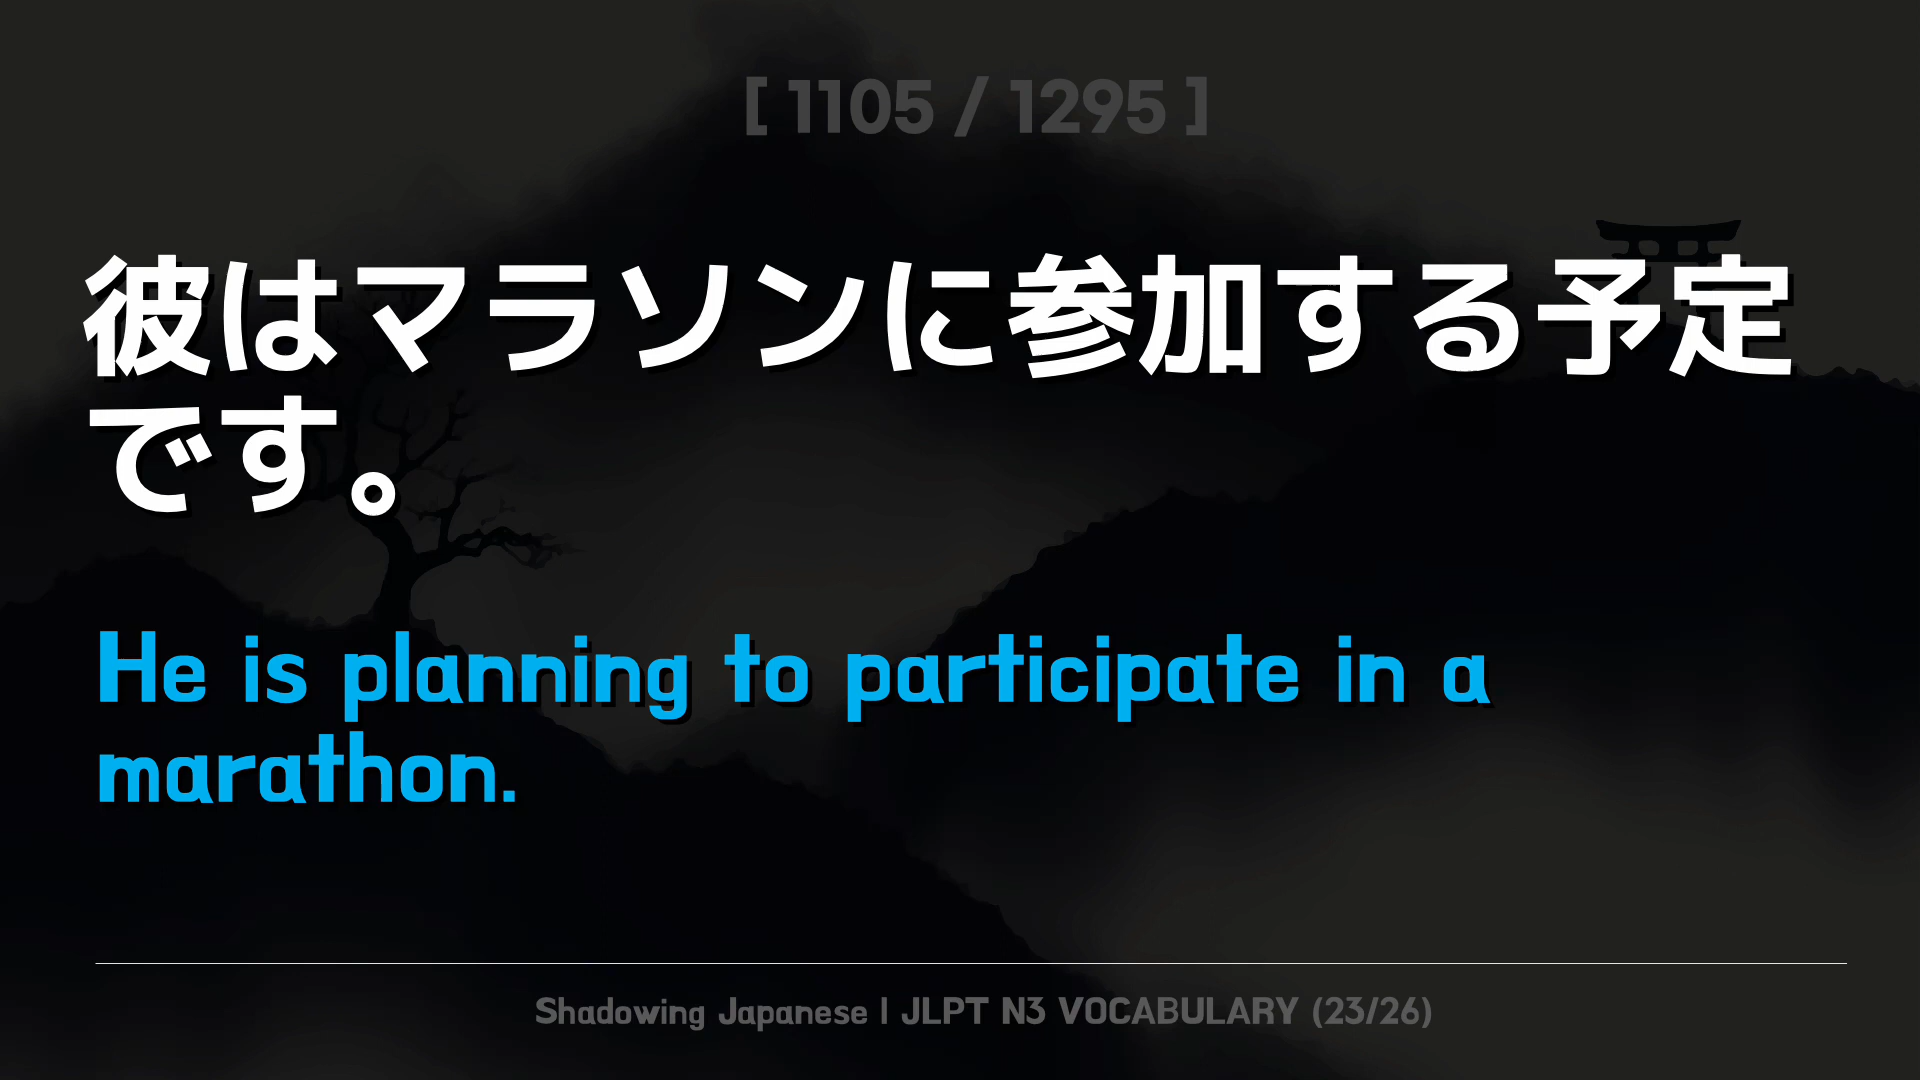 [ 1105 / 1295 ]
彼はマラソンに参加する予定
です。
He is planning to participate in a
marathon.
Shadowing Japanese | JLPT N3 VOCABULARY (23/26)